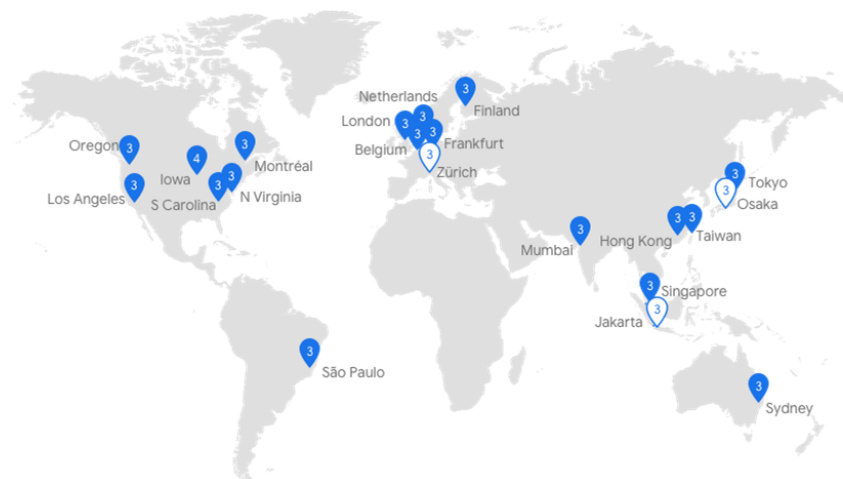 3
Netherlands
3
Finland
London
3
3
3
Belgium
Frankfurt
3
Zürich
Oregon
3
4
Iowa
3
Montréal
Los Angeles
3
S Carolina
3
3
N Virginia
3
Tokyo
3
Osaka
Mumbai
3
Hong Kong
3
3
Taiwan
3
Singapore
Jakarta
3
3
São Paulo
3
Sydney